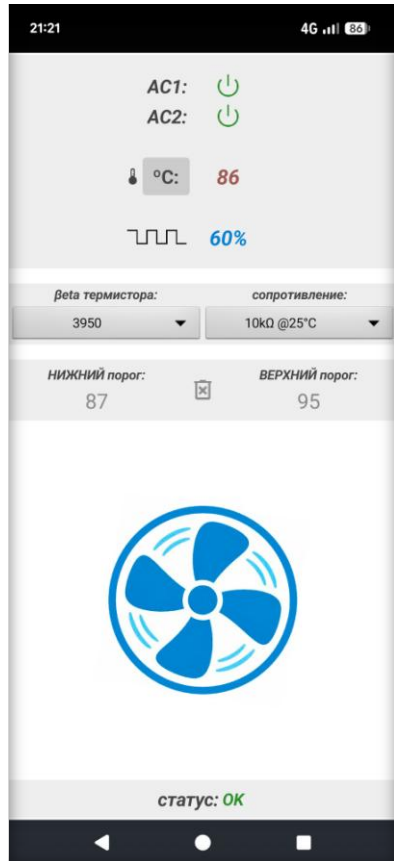 21:21 4G 86
AC1:
AC2:
°C: 86
60%
βeta термистора: сопротивление:
3950 10kΩ @25°C
НИЖНИЙ порог: ВЕРХНИЙ порог:
87 95
статус: OK